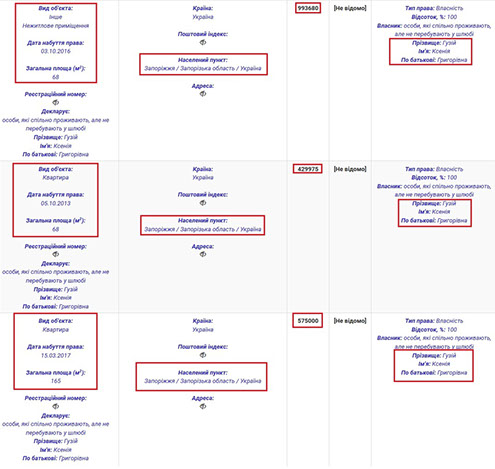 Вид об'єкта:
Інше
Нежитлове приміщення
Дата набуття права:
03.10.2016
Загальна площа (м²):
68
Реєстраційний номер:
Декларує:
особи, які спільно проживають, але не
перебувають у шлюбі
Прізвище: Гузій
Ім'я: Ксенія
По батькові: Григорівна
Країна:
Україна
Поштовий індекс:
Населений пункт:
Запоріжжя / Запорізька область / Україна
Адреса:
993680
[Не відомо]
Тип права: Власність
Відсоток, %: 100
Власник: особи, які спільно проживають,
але не перебувають у шлюбі
Прізвище: Гузій
Ім'я: Ксенія
По батькові: Григорівна
Вид об'єкта:
Квартира
Дата набуття права:
05.10.2013
Загальна площа (м²):
68
Реєстраційний номер:
Декларує:
особи, які спільно проживають, але не
перебувають у шлюбі
Прізвище: Гузій
Ім'я: Ксенія
По батькові: Григорівна
Країна:
Україна
Поштовий індекс:
Населений пункт:
Запоріжжя / Запорізька область / Україна
Адреса:
429975
[Не відомо]
Тип права: Власність
Відсоток, %: 100
Власник: особи, які спільно проживають,
але не перебувають у шлюбі
Прізвище: Гузій
Ім'я: Ксенія
По батькові: Григорівна
Вид об'єкта:
Квартира
Дата набуття права:
15.03.2017
Загальна площа (м²):
165
Реєстраційний номер:
Декларує:
особи, які спільно проживають, але не
перебувають у шлюбі
Прізвище: Гузій
Ім'я: Ксенія
По батькові: Григорівна
Країна:
Україна
Поштовий індекс:
Населений пункт:
Запоріжжя / Запорізька область / Україна
Адреса:
575000
[Не відомо]
Тип права: Власність
Відсоток, %: 100
Власник: особи, які спільно проживають,
але не перебувають у шлюбі
Прізвище: Гузій
Ім'я: Ксенія
По батькові: Григорівна